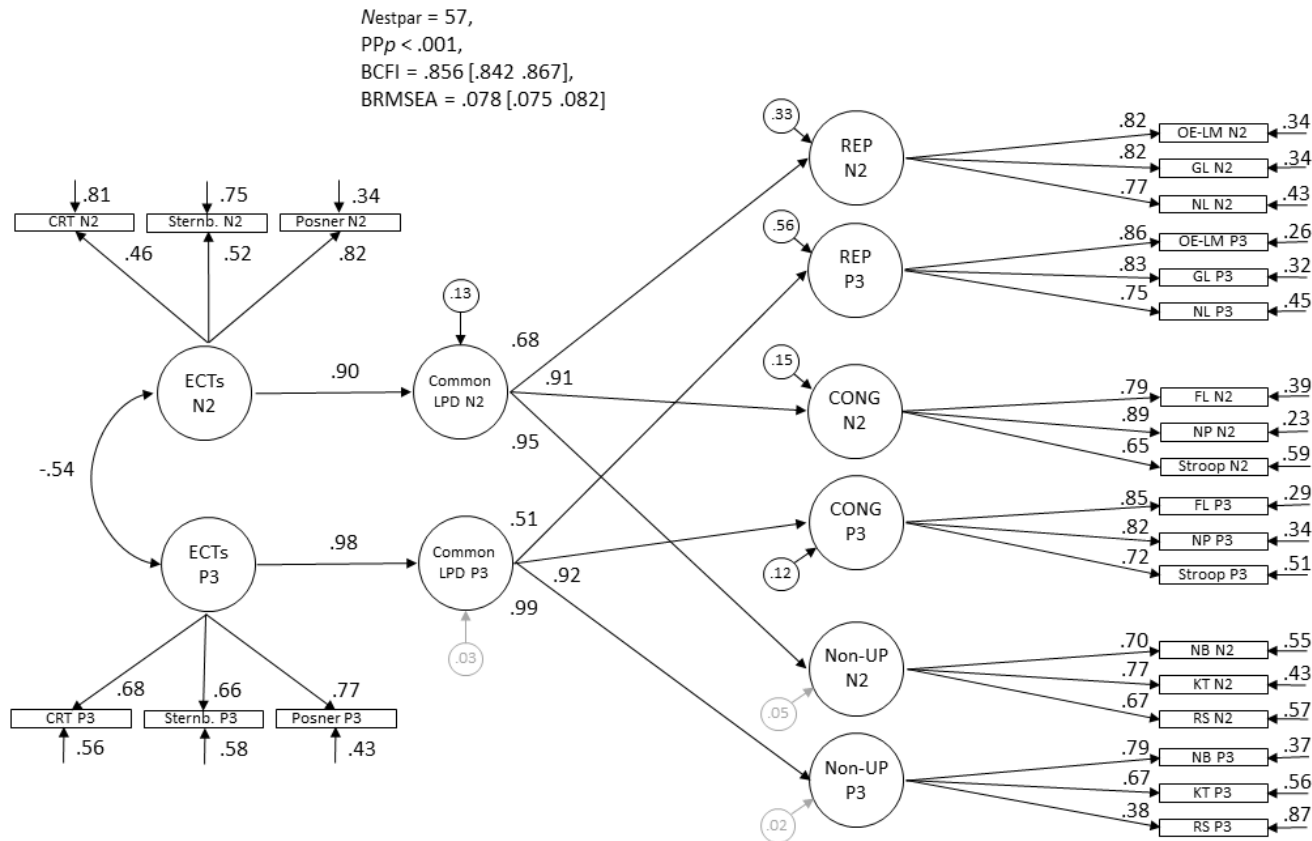 Nestpar = 57,
PPp < .001,
BCFI = .856 [.842 .867],
BRMSEA = .078 [.075 .082]
.81
.75
.34
CRT N2
Sternb. N2
Posner N2
.46
.52
.82
ECTs
N2
.90
.13
Common
LPD N2
.68
.91
.95
-.54
ECTs
P3
.98
Common
LPD P3
.51
.92
.99
.03
.68
.66
.77
CRT P3
Sternb. P3
Posner P3
.56
.58
.43
.33
REP
N2
.82
OE-LM N2
.34
.82
GL N2
.34
.77
NL N2
.43
.56
REP
P3
.86
OE-LM P3
.26
.83
GL P3
.32
.75
NL P3
.45
.15
CONG
N2
.79
FL N2
.39
.89
NP N2
.23
.65
Stroop N2
.59
CONG
P3
.12
.85
FL P3
.29
.82
NP P3
.34
.72
Stroop P3
.51
Non-UP
N2
.05
.70
NB N2
.55
.77
KT N2
.43
.67
RS N2
.57
Non-UP
P3
.02
.79
NB P3
.37
.67
KT P3
.56
.38
RS P3
.87